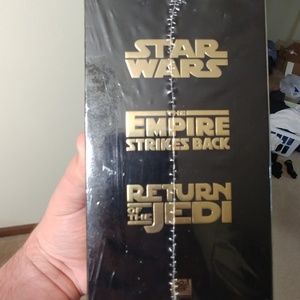 STAR
WARS
THE
EMPIRE
STRIKES BACK
RETURN
OF THE JEDI